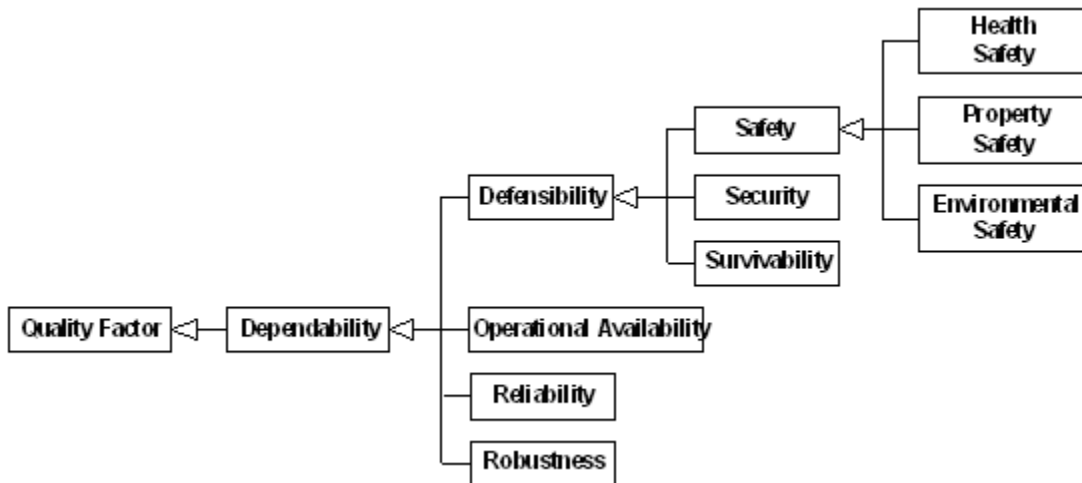 Health
Safety
Property
Safety
Safety
Defensibility
Security
Environmental
Safety
Survivability
Quality Factor
Dependability
Operational Availability
Reliability
Robustness